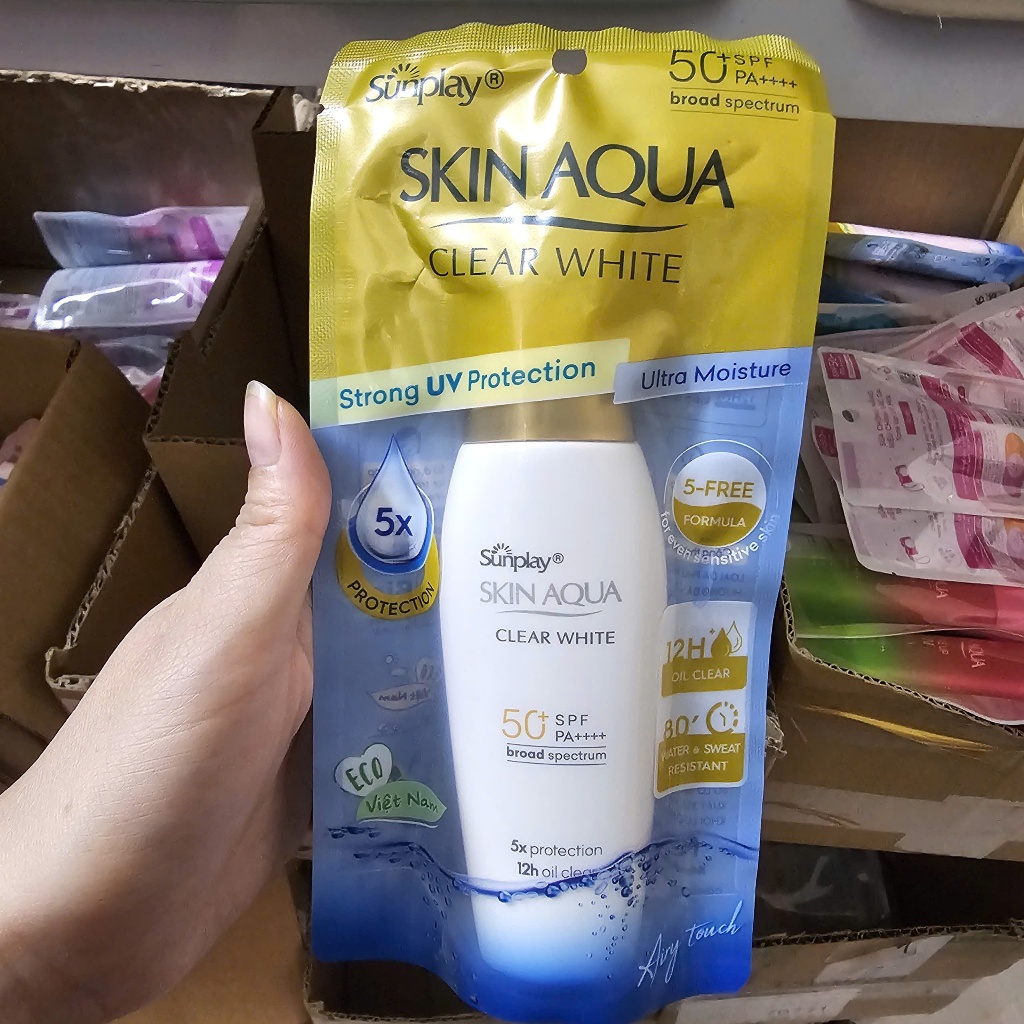 Sunplay®
50+ SPF
PA++++
broad spectrum
SKIN AQUA
CLEAR WHITE
Strong UV Protection
Ultra Moisture
5x
PROTECTION
5-FREE
FORMULA
for even sensitive skin
Sunplay®
SKIN AQUA
CLEAR WHITE
50+ SPF
PA++++
broad spectrum
12H
OIL CLEAR
80'
WATER & SWEAT
RESISTANT
ECO
Việt Nam
5x protection
12h oil clear
Airy touch